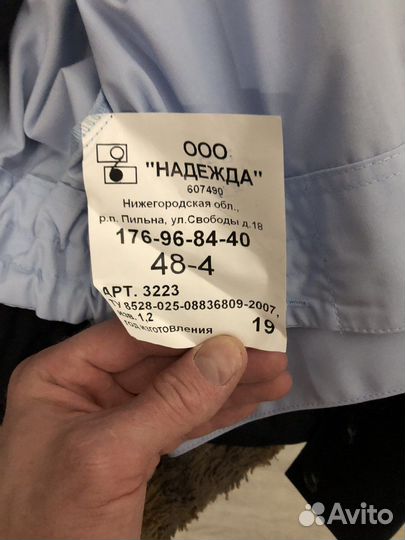 ООО
"НАДЕЖДА"
607490
Нижегородская обл.,
р.п. Пильна, ул.Свободы д.18
176-96-84-40
48-4
АРТ. 3223
ТУ 8528-025-08836809-2007,
изв.1,2
год изготовления 19
Avito